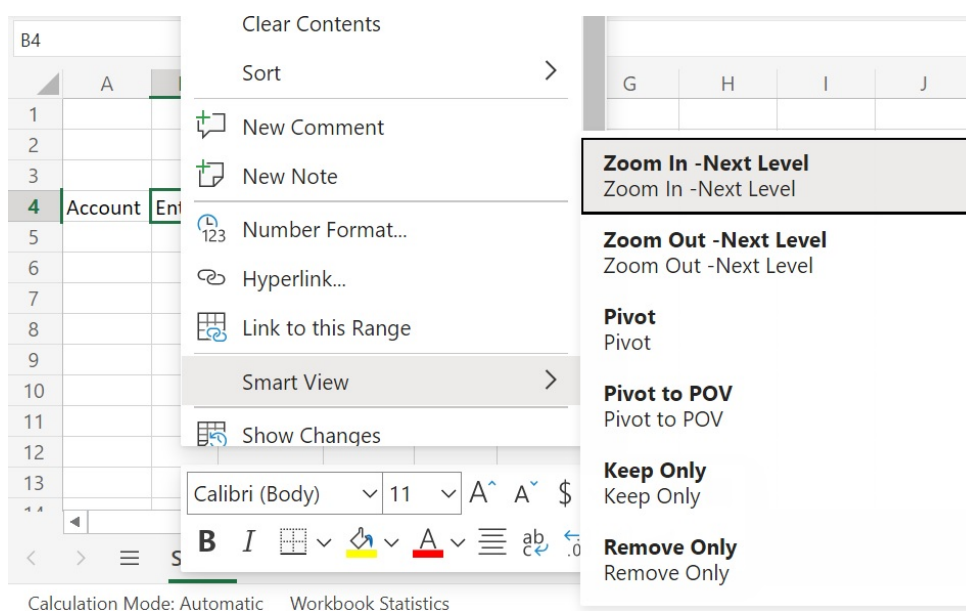 B4
A
G
H
I
J
1
2
3
4
Account
5
6
7
8
9
10
11
12
13
Clear Contents
Sort
New Comment
New Note
Number Format...
Hyperlink...
Link to this Range
Smart View
Show Changes
Zoom In -Next Level
Zoom In -Next Level
Zoom Out -Next Level
Zoom Out -Next Level
Pivot
Pivot
Pivot to POV
Pivot to POV
Keep Only
Keep Only
Remove Only
Remove Only
Calibri (Body) 11 A A $
B I A ab
Calculation Mode: Automatic Workbook Statistics